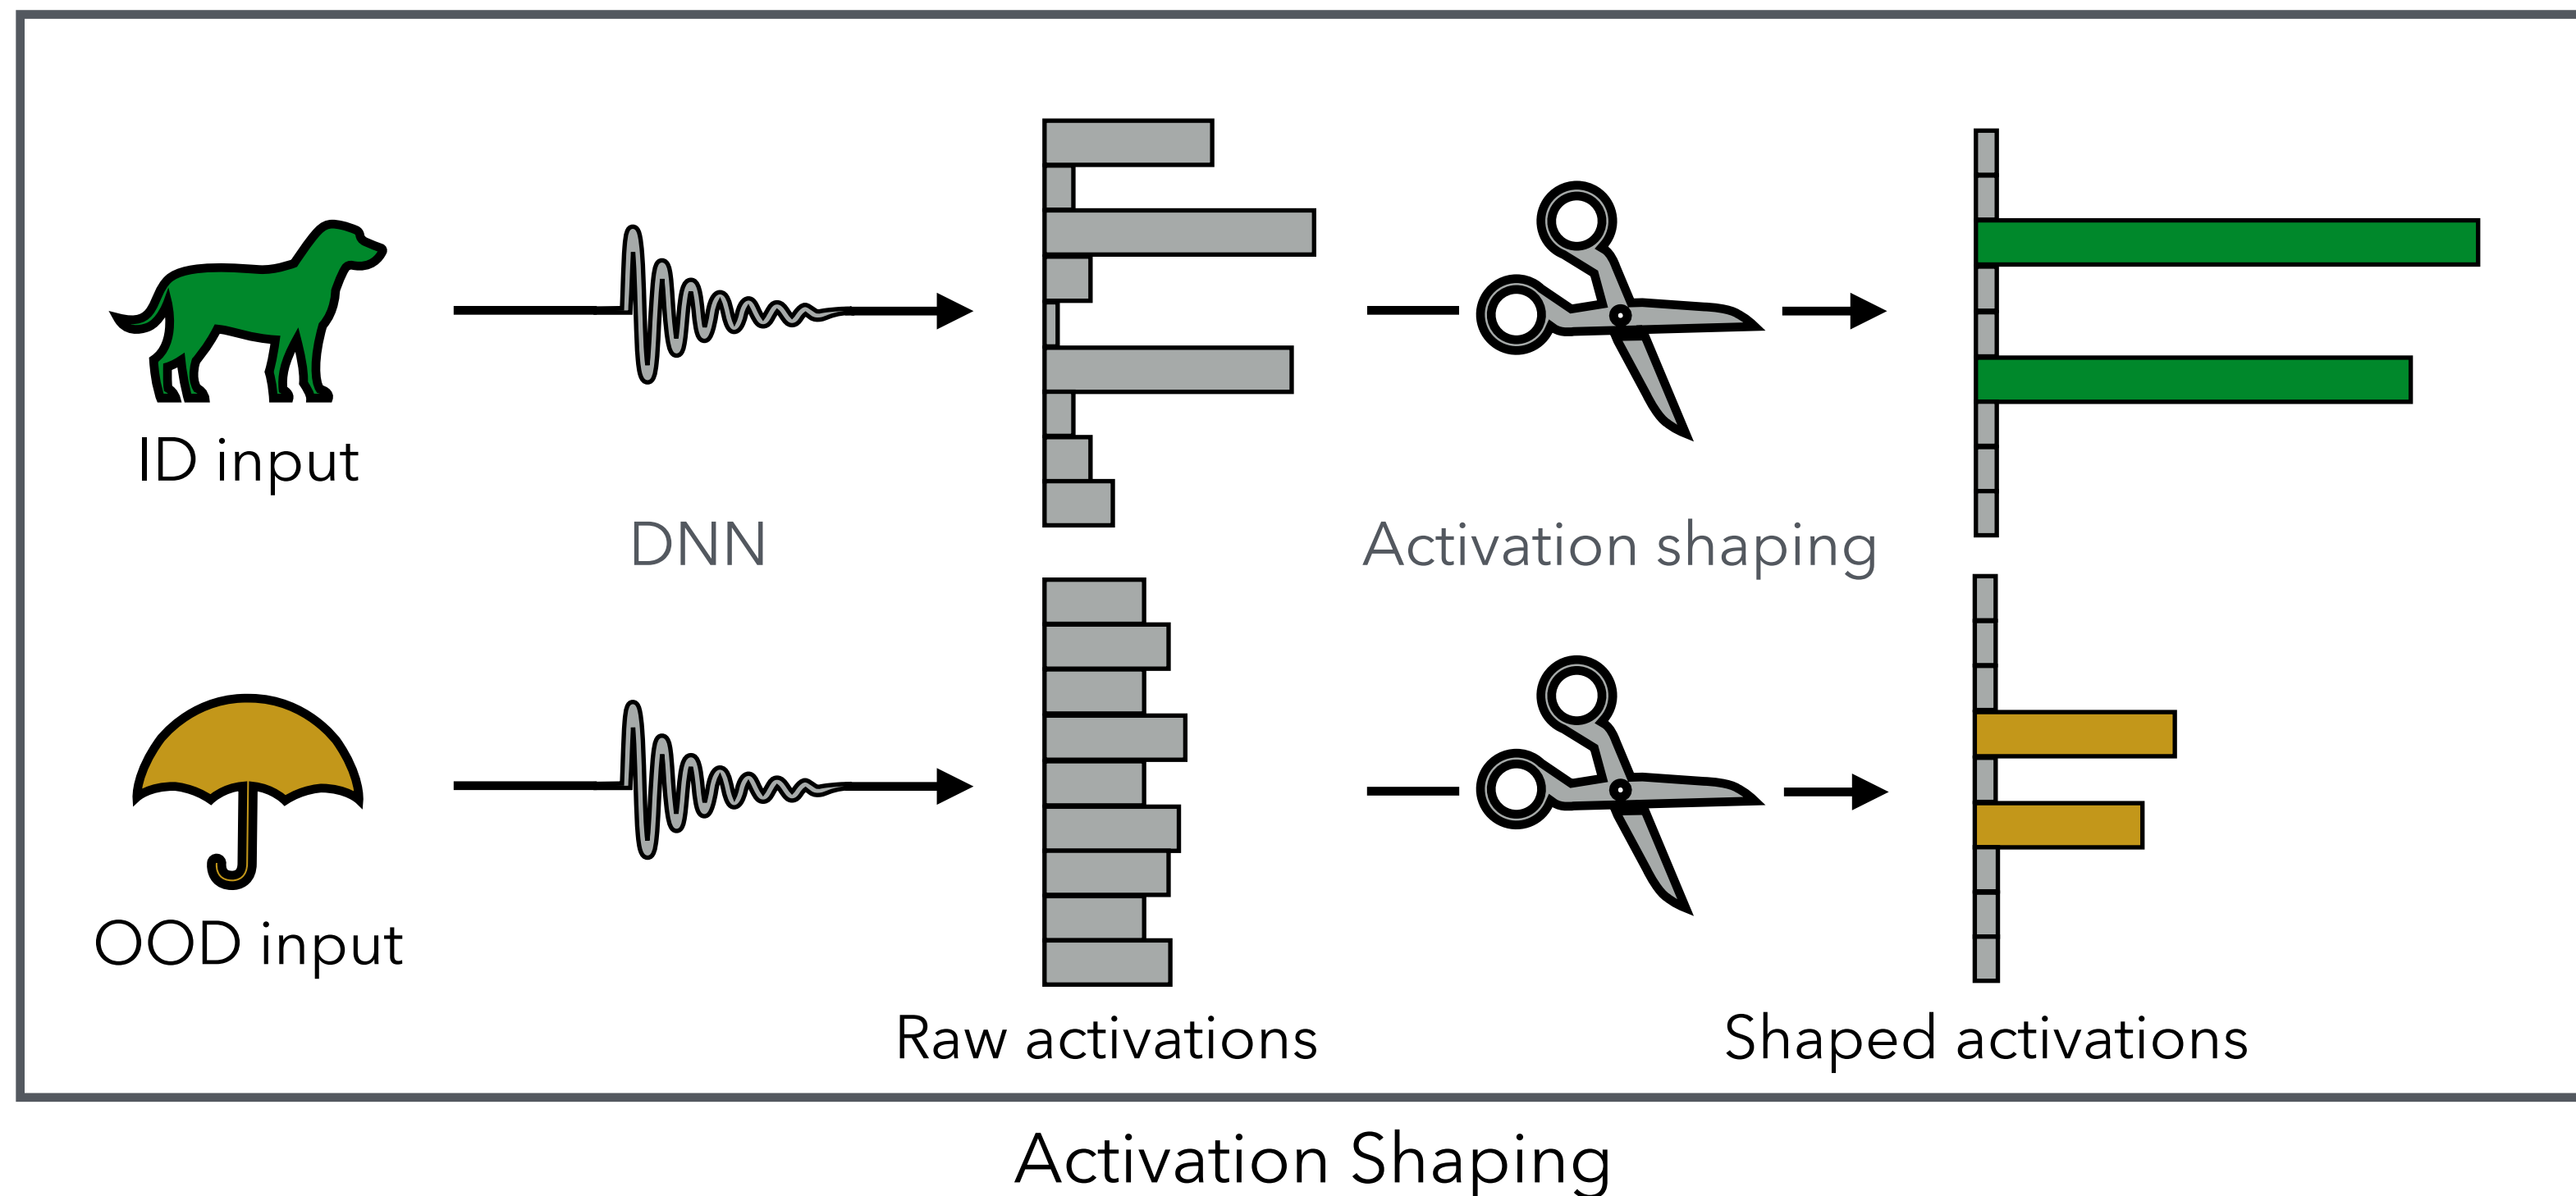 ID input
DNN
Activation shaping
OOD input
Raw activations
Shaped activations
Activation Shaping